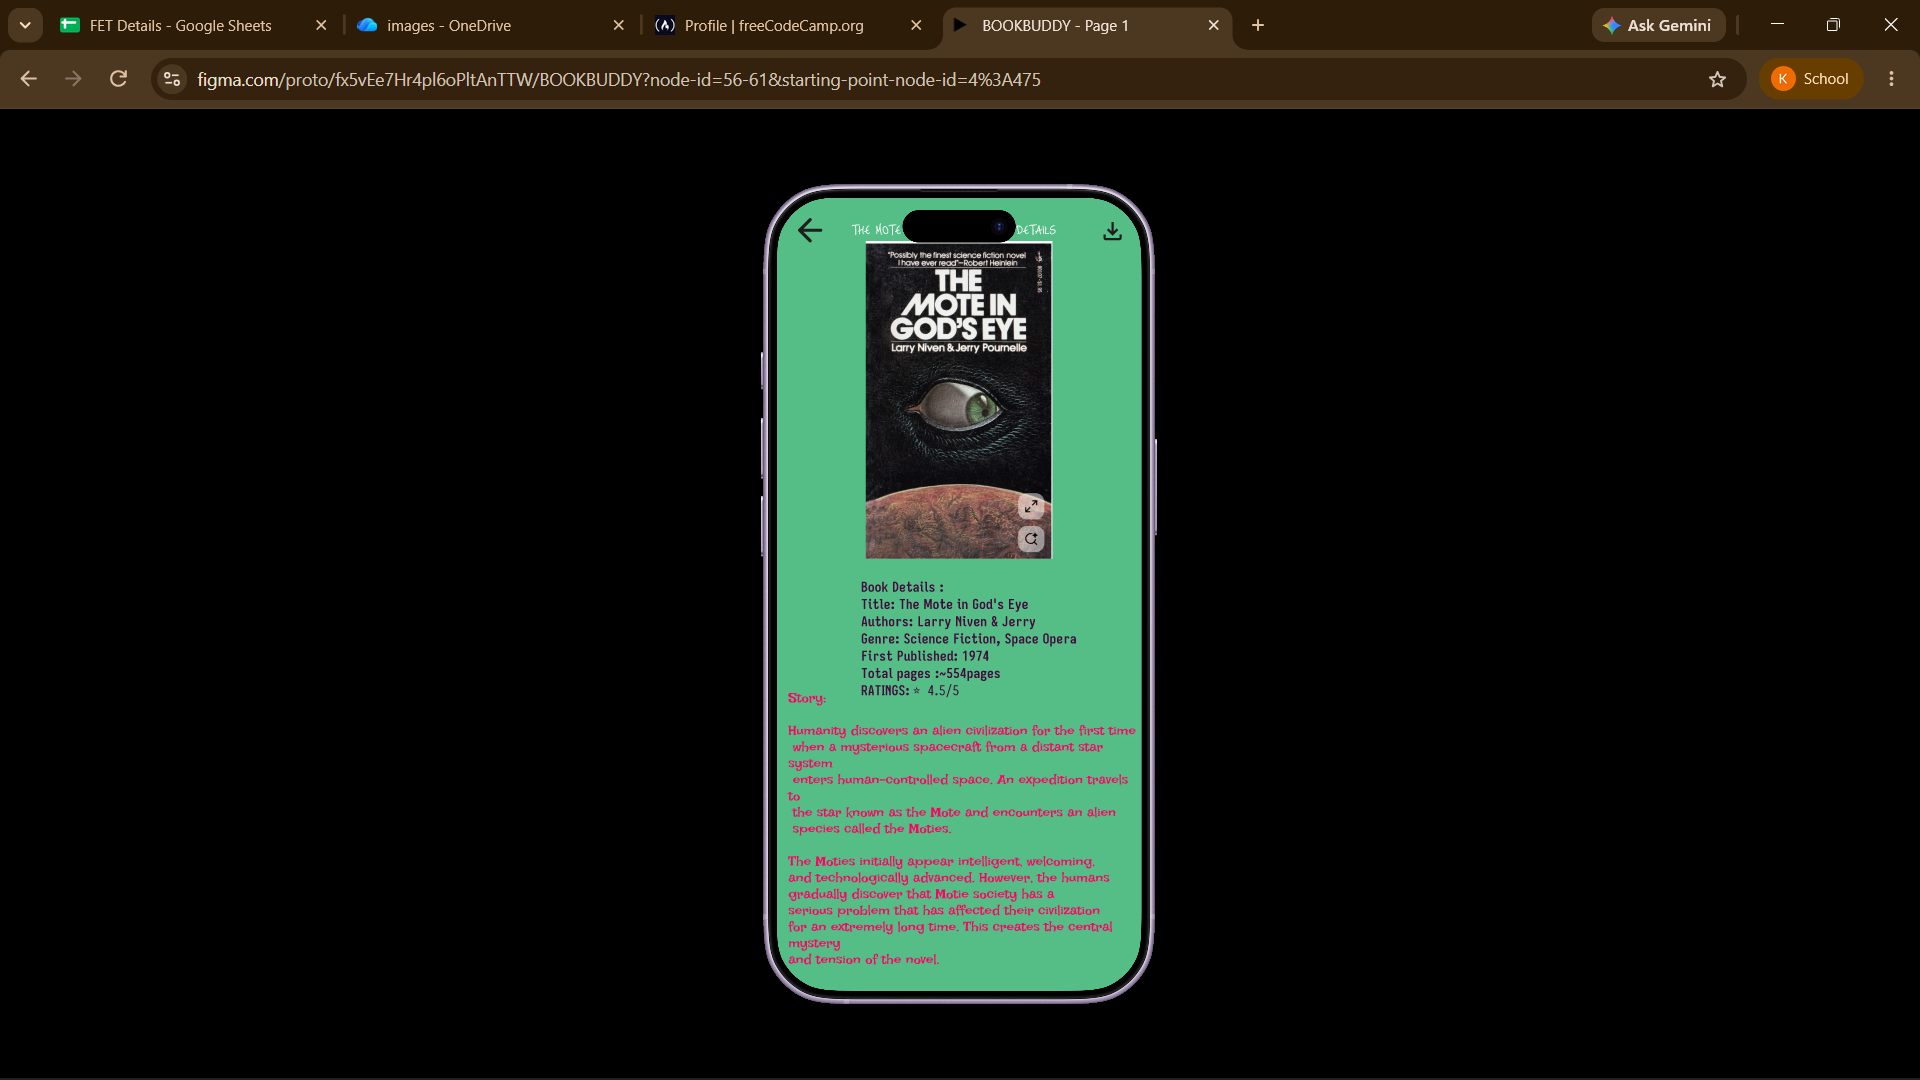 FET Details - Google Sheets
images - OneDrive
Profile | freeCodeCamp.org
BOOKBUDDY - Page 1
Ask Gemini
figma.com/proto/fx5vEe7Hr4pl6oPltAnTTW/BOOKBUDDY?node-id=56-61&starting-point-node-id=4%3A475
K School
THE MOTE DETAILS
"Possibly the finest science fiction novel
I have ever read"—Robert Heinlein
THE
MOTE IN
GOD'S EYE
Larry Niven & Jerry Pournelle
Book Details :
Title: The Mote in God's Eye
Authors: Larry Niven & Jerry
Genre: Science Fiction, Space Opera
First Published: 1974
Total pages :~554pages
RATINGS: ⭐ 4.5/5
Story:
Humanity discovers an alien civilization for the first time
when a mysterious spacecraft from a distant star
system
enters human-controlled space. An expedition travels
to
the star known as the Mote and encounters an alien
species called the Moties.
The Moties initially appear intelligent, welcoming,
and technologically advanced. However, the humans
gradually discover that Motie society has a
serious problem that has affected their civilization
for an extremely long time. This creates the central
mystery
and tension of the novel.